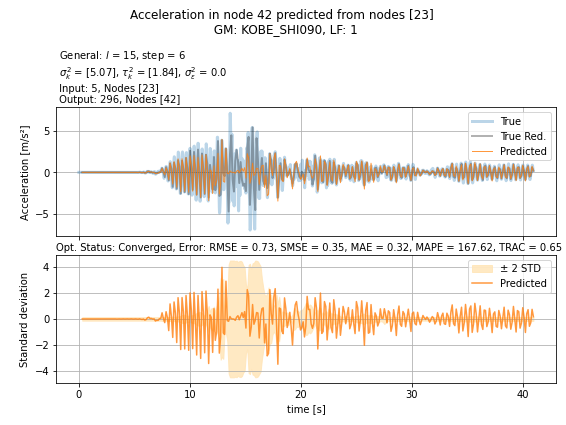 Acceleration in node 42 predicted from nodes [23]
GM: KOBE_SHI090, LF: 1
General: l = 15, step = 6
σ²ₖ = [5.07], τ²ₖ = [1.84], σ²ε = 0.0
Input: 5, Nodes [23]
Output: 296, Nodes [42]
Acceleration [m/s²]
5
0
−5
True
True Red.
Predicted
Opt. Status: Converged, Error: RMSE = 0.73, SMSE = 0.35, MAE = 0.32, MAPE = 167.62, TRAC = 0.65
Standard deviation
4
2
0
−2
−4
± 2 STD
Predicted
0 10 20 30 40
time [s]